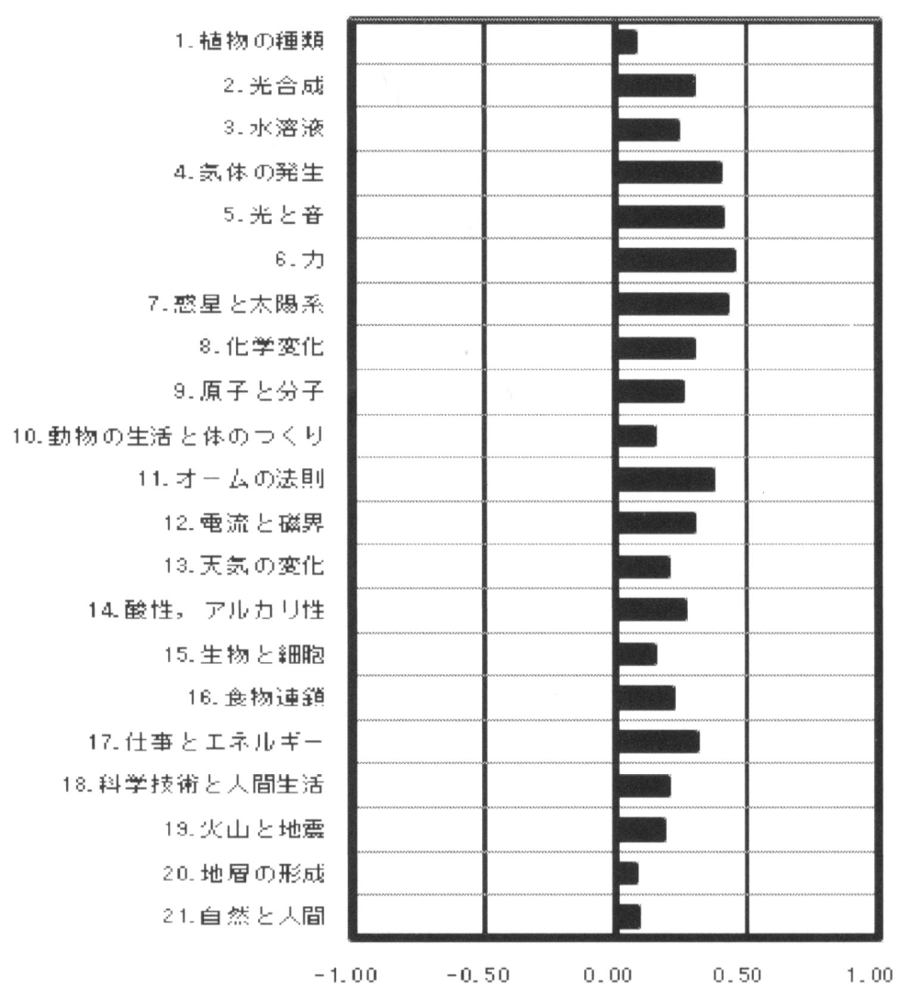 1.植物の種類
2.光合成
3.水溶液
4.気体の発生
5.光と音
6.力
7.惑星と太陽系
8.化学変化
9.原子と分子
10.動物の生活と体のつくり
11.オームの法則
12.電流と磁界
13.天気の変化
14.酸性，アルカリ性
15.生物と細胞
16.食物連鎖
17.仕事とエネルギー
18.科学技術と人間生活
19.火山と地震
20.地層の形成
21.自然と人間
-1.00 -0.50 0.00 0.50 1.00